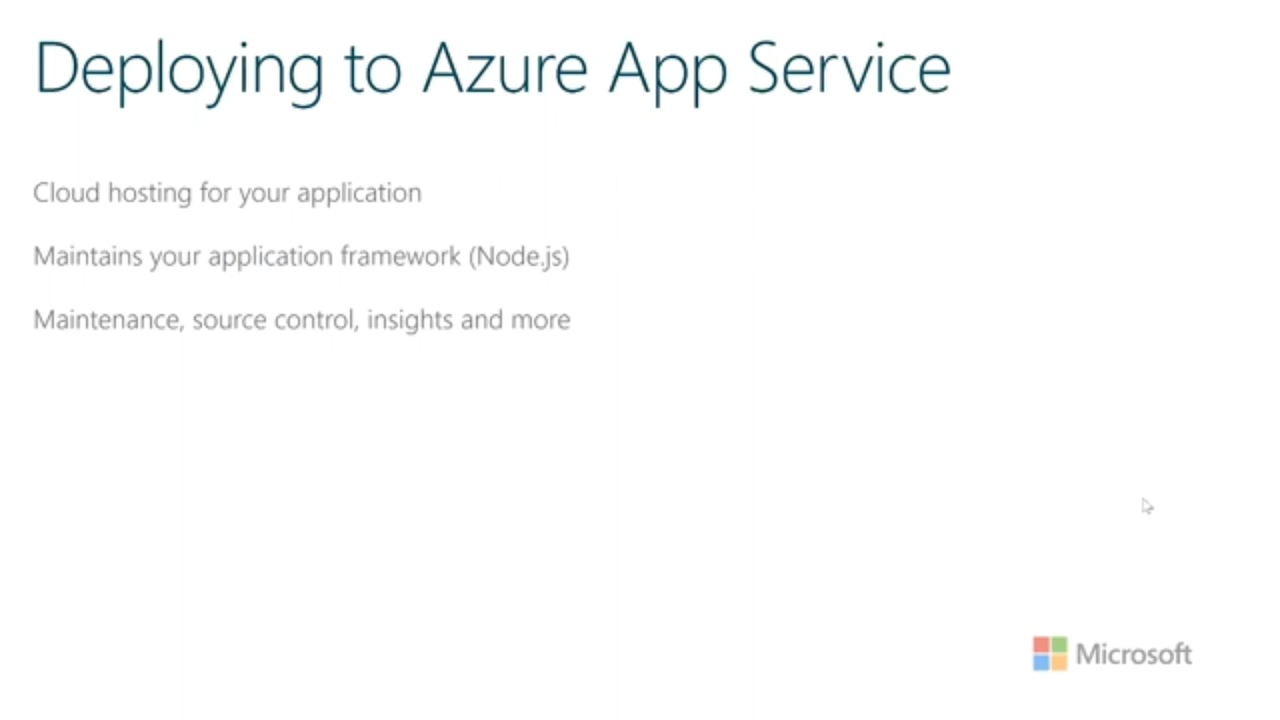 Deploying to Azure App Service
Cloud hosting for your application
Maintains your application framework (Node.js)
Maintenance, source control, insights and more
Microsoft